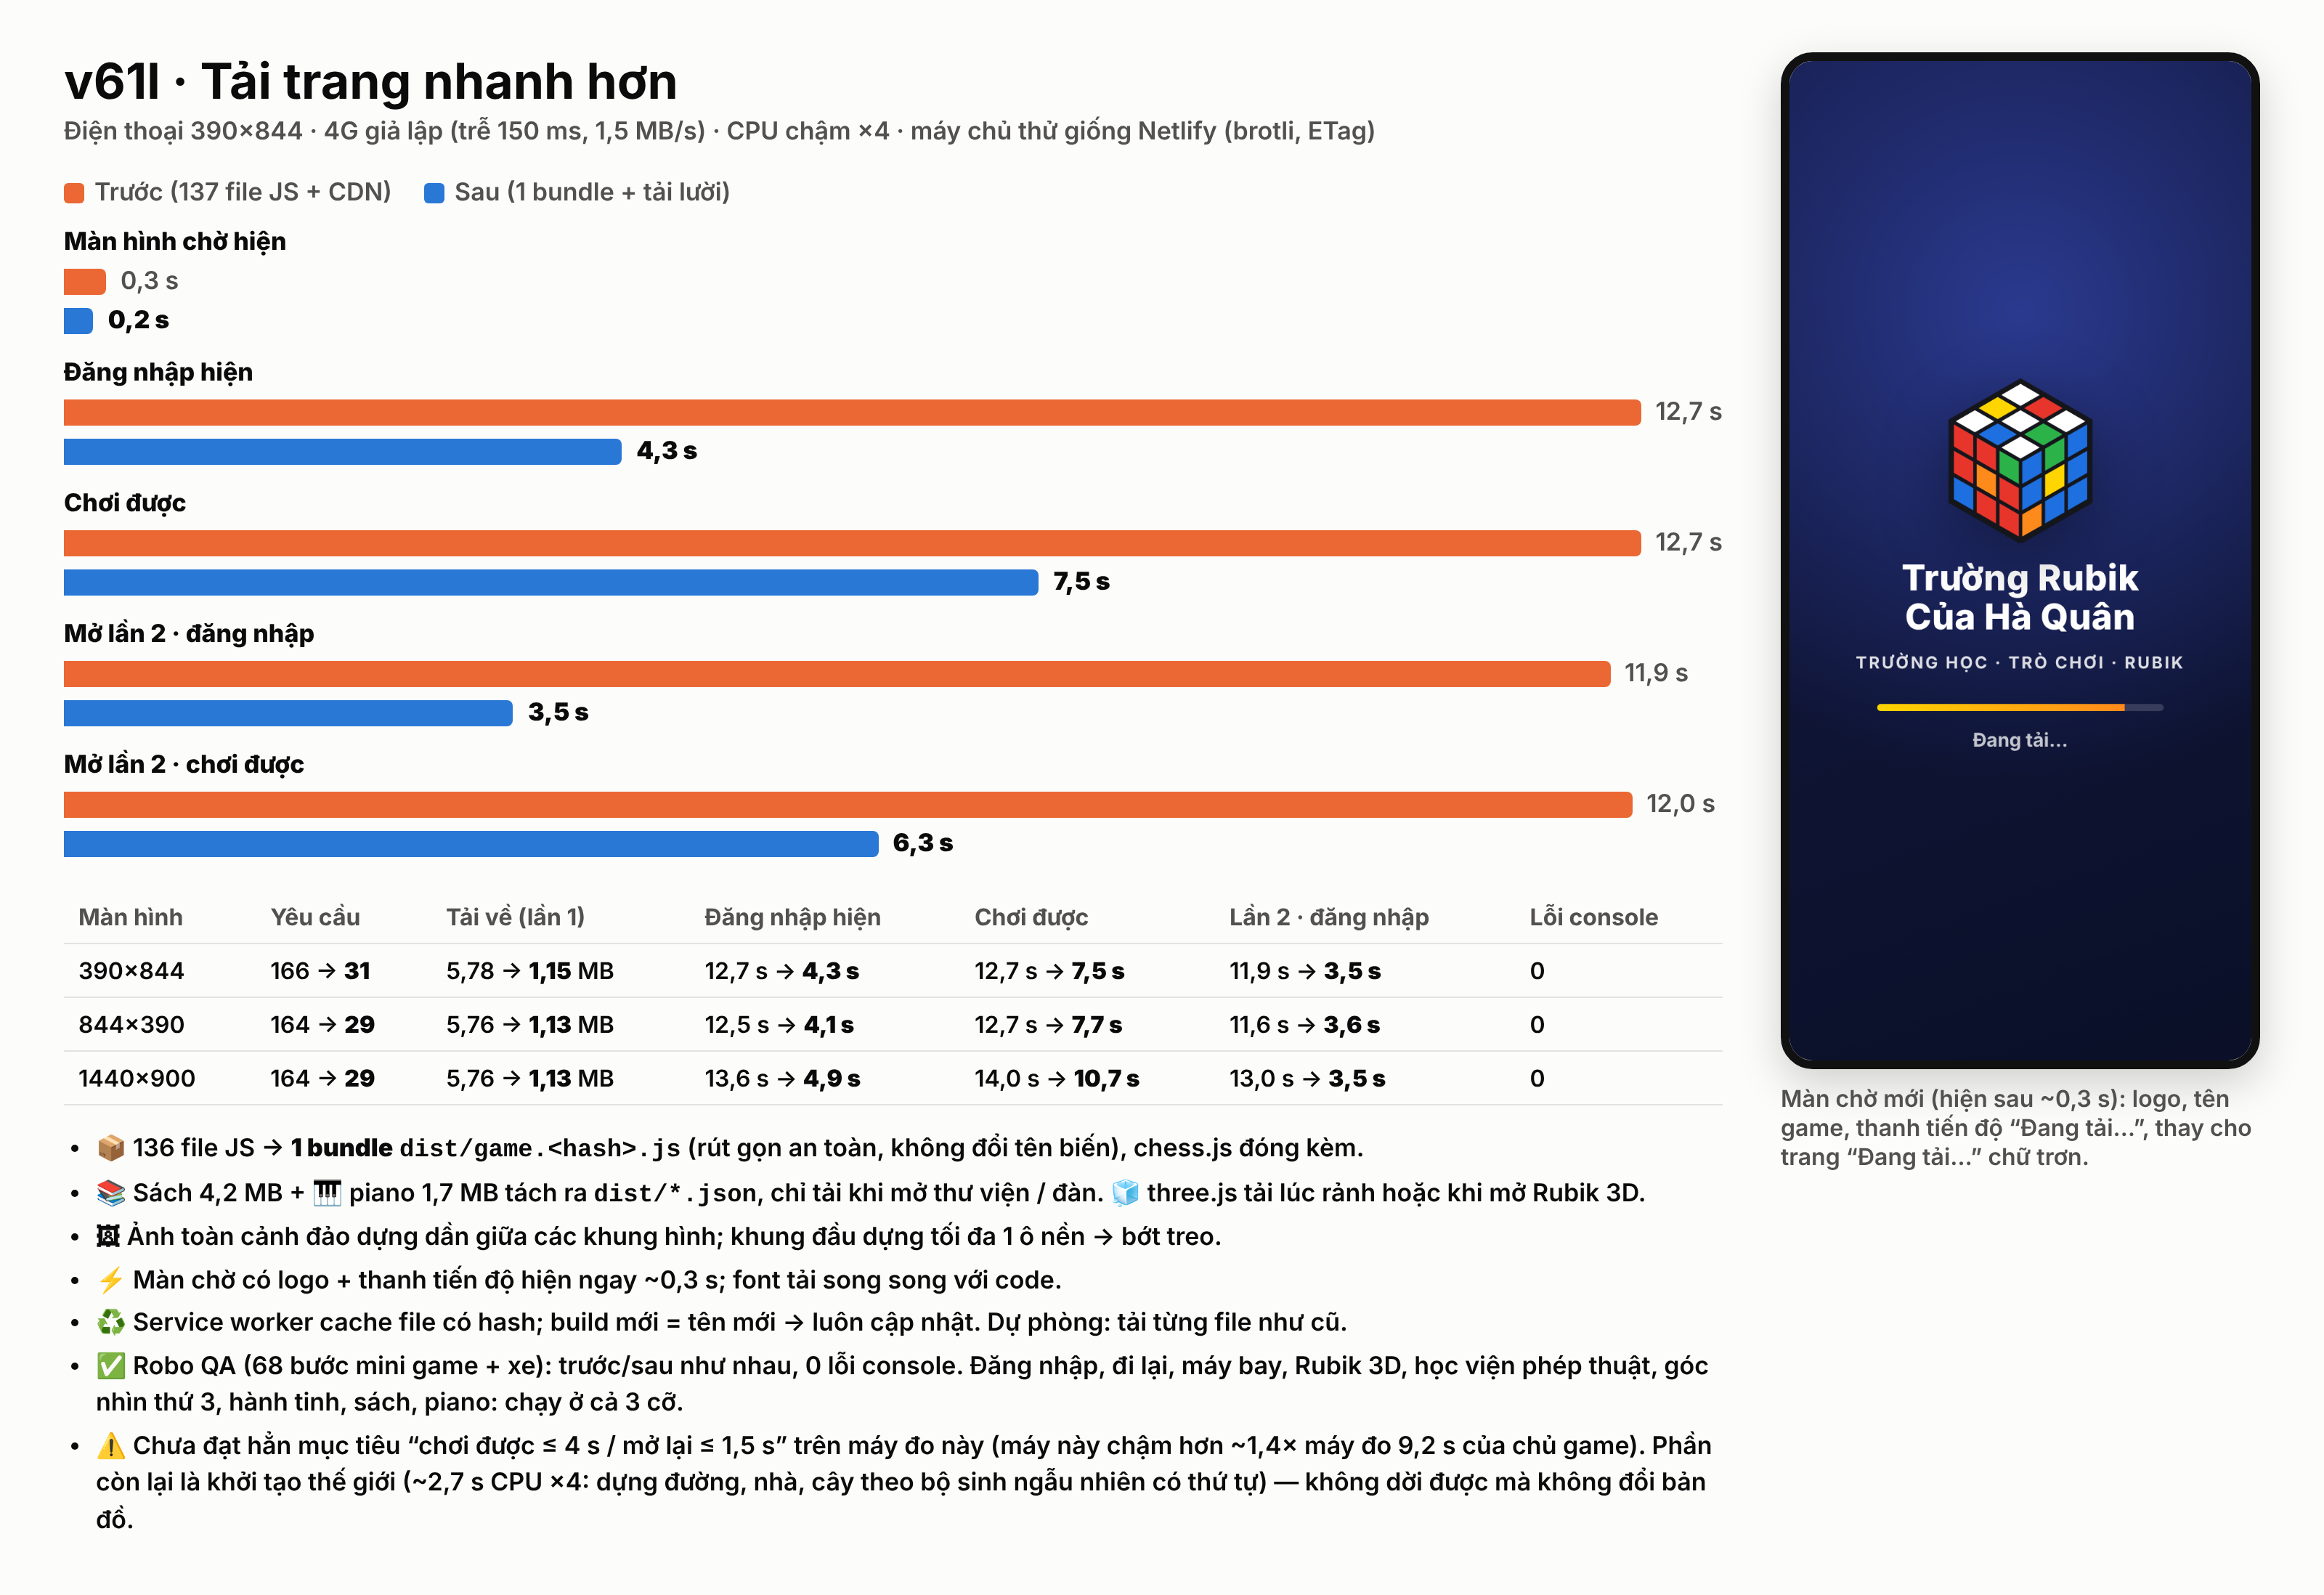 v61l · Tải trang nhanh hơn
Điện thoại 390×844 · 4G giả lập (trễ 150 ms, 1,5 MB/s) · CPU chậm ×4 · máy chủ thử giống Netlify (brotli, ETag)
Trước (137 file JS + CDN) Sau (1 bundle + tải lười)
Màn hình chờ hiện
0,3 s
0,2 s
Đăng nhập hiện
12,7 s
4,3 s
Chơi được
12,7 s
7,5 s
Mở lần 2 · đăng nhập
11,9 s
3,5 s
Mở lần 2 · chơi được
12,0 s
6,3 s
Màn hình Yêu cầu Tải về (lần 1) Đăng nhập hiện Chơi được Lần 2 · đăng nhập Lỗi console
390×844 166 → 31 5,78 → 1,15 MB 12,7 s → 4,3 s 12,7 s → 7,5 s 11,9 s → 3,5 s 0
844×390 164 → 29 5,76 → 1,13 MB 12,5 s → 4,1 s 12,7 s → 7,7 s 11,6 s → 3,6 s 0
1440×900 164 → 29 5,76 → 1,13 MB 13,6 s → 4,9 s 14,0 s → 10,7 s 13,0 s → 3,5 s 0
• 📦 136 file JS → 1 bundle dist/game.<hash>.js (rút gọn an toàn, không đổi tên biến), chess.js đóng kèm.
• 📚 Sách 4,2 MB + 🎹 piano 1,7 MB tách ra dist/*.json, chỉ tải khi mở thư viện / đàn. 🧊 three.js tải lúc rảnh hoặc khi mở Rubik 3D.
• 🖼 Ảnh toàn cảnh đảo dựng dần giữa các khung hình; khung đầu dựng tối đa 1 ô nền → bớt treo.
• ⚡ Màn chờ có logo + thanh tiến độ hiện ngay ~0,3 s; font tải song song với code.
• ♻️ Service worker cache file có hash; build mới = tên mới → luôn cập nhật. Dự phòng: tải từng file như cũ.
• ✅ Robo QA (68 bước mini game + xe): trước/sau như nhau, 0 lỗi console. Đăng nhập, đi lại, máy bay, Rubik 3D, học viện phép thuật, góc
nhìn thứ 3, hành tinh, sách, piano: chạy ở cả 3 cỡ.
• ⚠️ Chưa đạt hẳn mục tiêu “chơi được ≤ 4 s / mở lại ≤ 1,5 s” trên máy đo này (máy này chậm hơn ~1,4× máy đo 9,2 s của chủ game). Phần
còn lại là khởi tạo thế giới (~2,7 s CPU ×4: dựng đường, nhà, cây theo bộ sinh ngẫu nhiên có thứ tự) — không dời được mà không đổi bản
đồ.
Trường Rubik
Của Hà Quân
TRƯỜNG HỌC · TRÒ CHƠI · RUBIK
Đang tải...
Màn chờ mới (hiện sau ~0,3 s): logo, tên
game, thanh tiến độ “Đang tải...”, thay cho
trang “Đang tải...” chữ trơn.